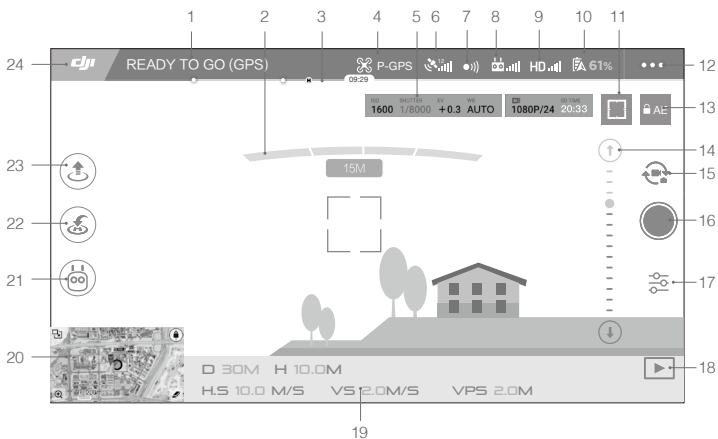 1 2 3 4 5 6 7 8 9 10 11
24 dji READY TO GO (GPS) P-GPS 12 HD 61% 12
09:29
ISO SHUTTER EV WB SD TIME
1600 1/8000 +0.3 AUTO 1080P/24 20:33 AE 13
14
15M
23 15
22 16
21 17
20 18
D 30M H 10.0M
H.S 10.0 M/S VS 2.0M/S VPS 2.0M
19